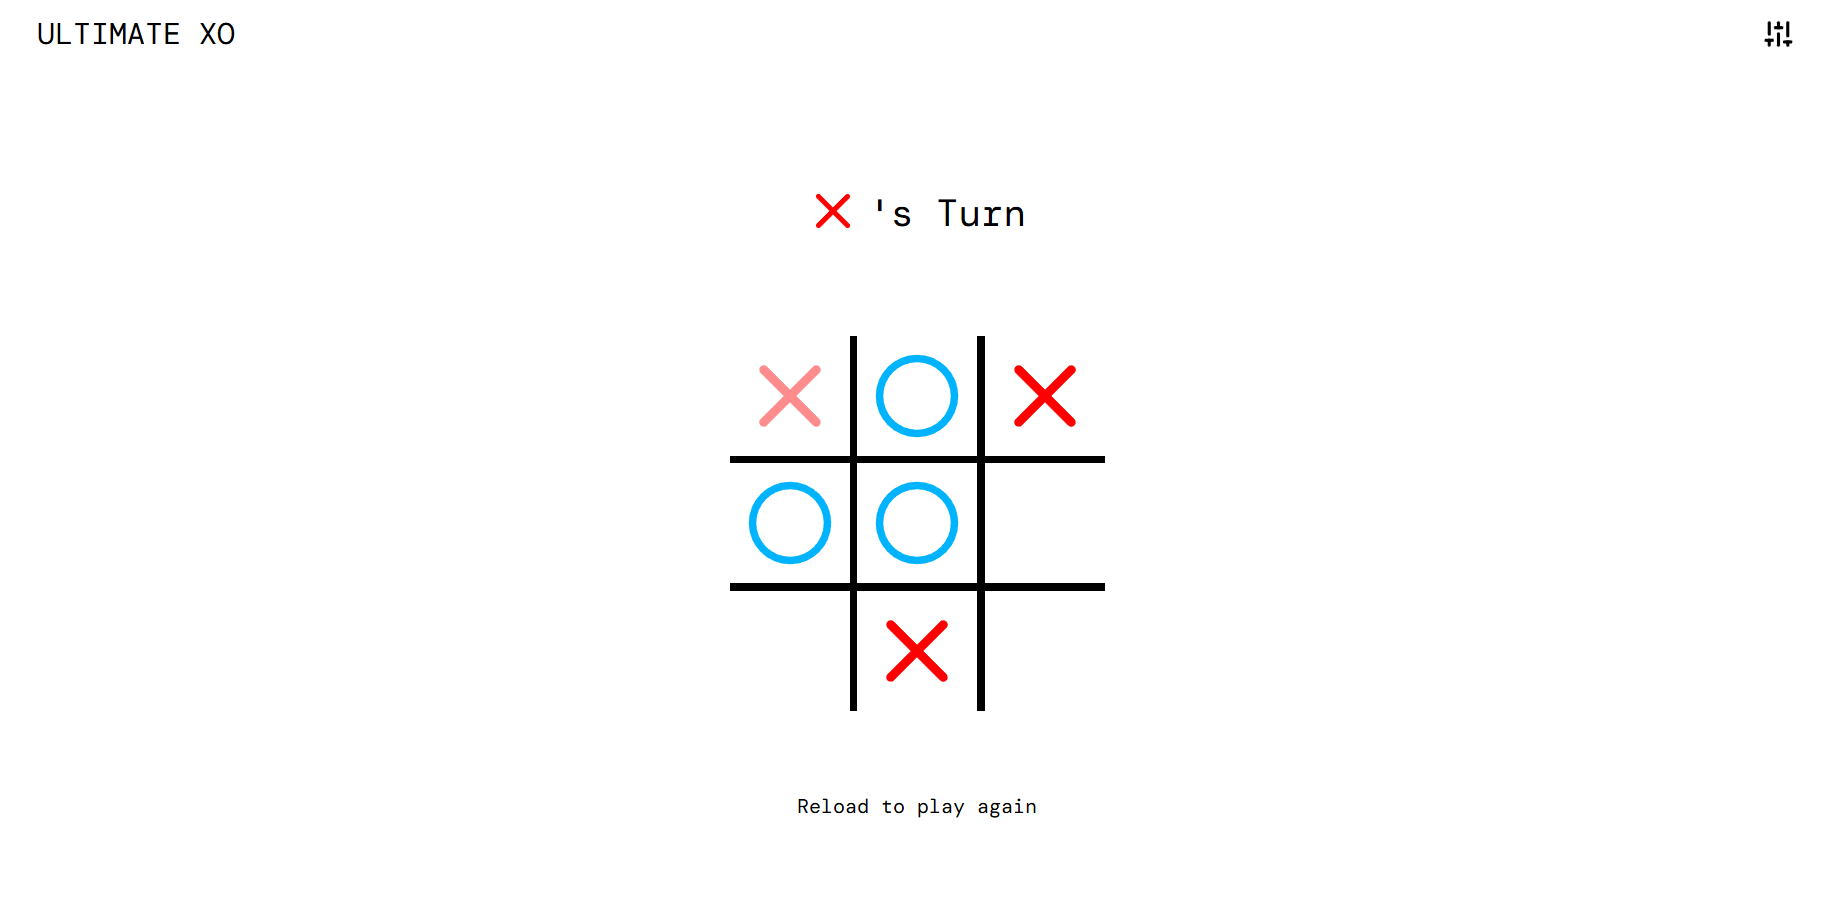 ULTIMATE XO
X 's Turn
X O X
O O
X
Reload to play again